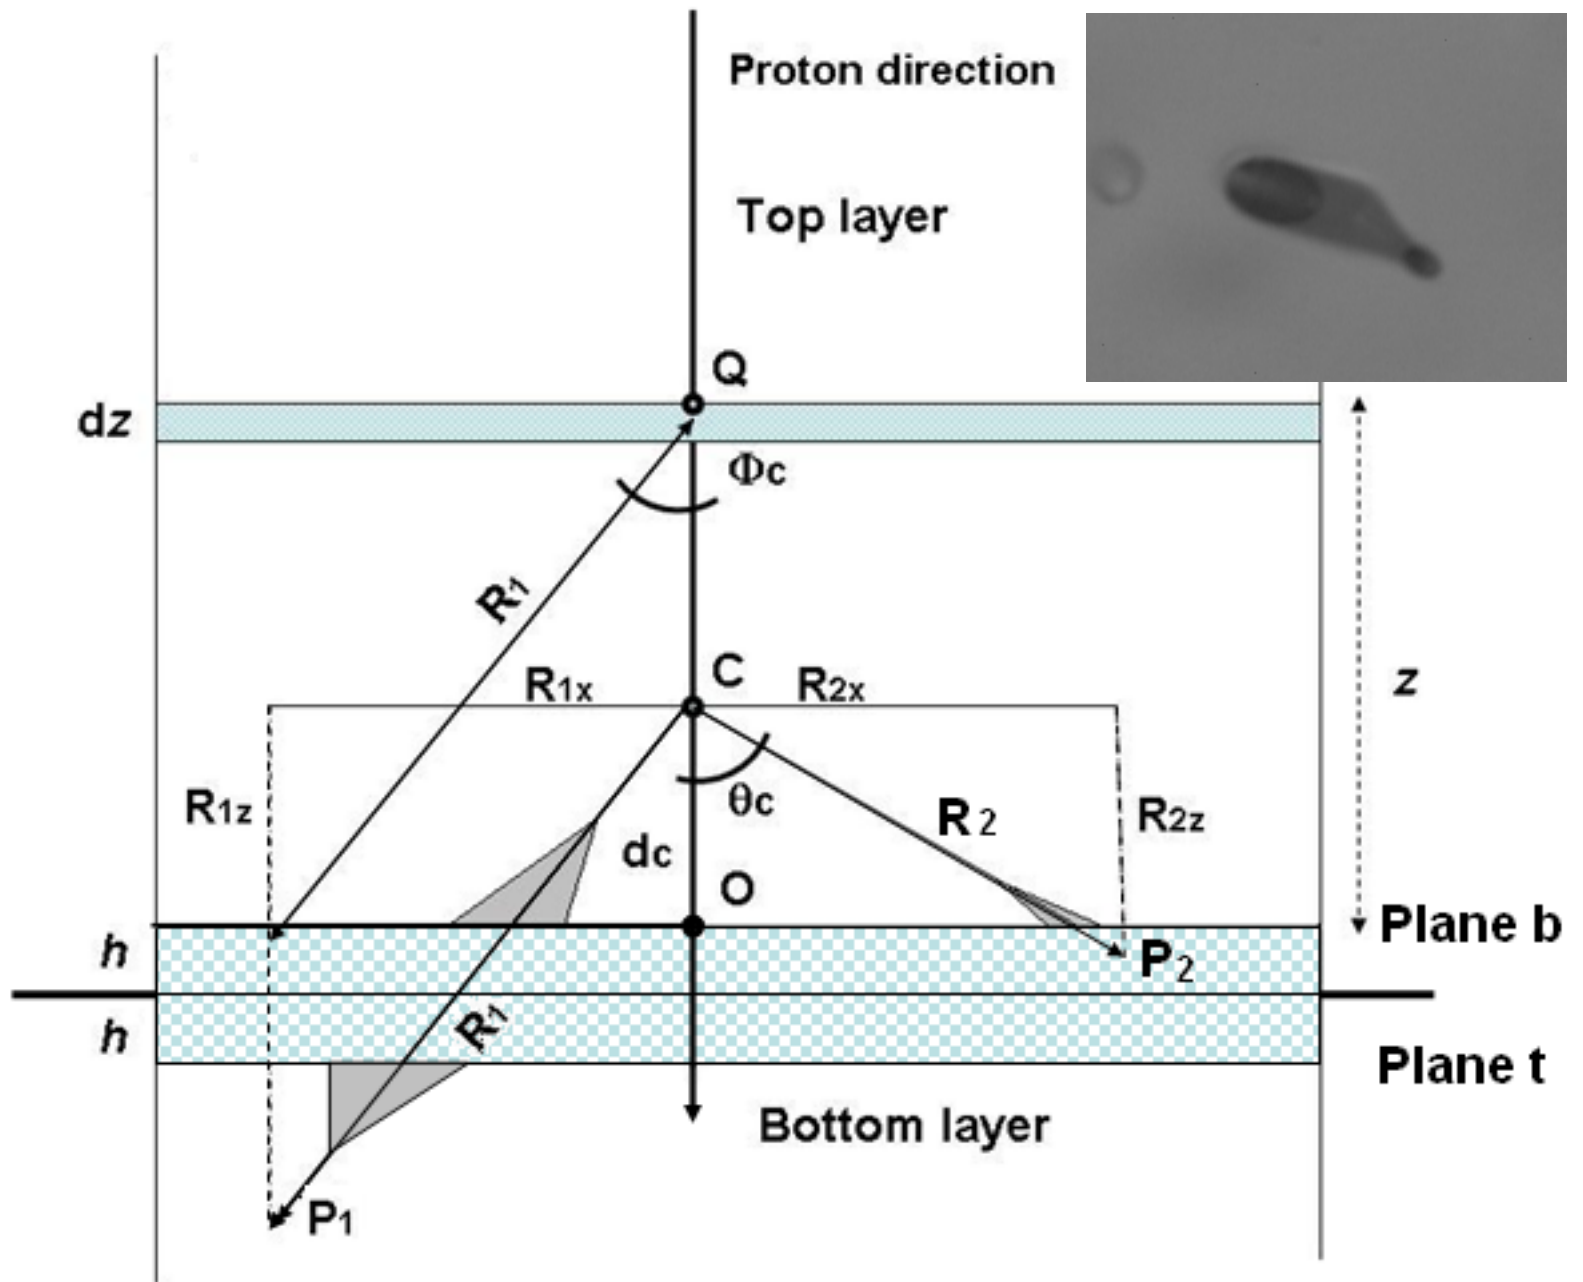 Proton direction
Top layer
Q
dz
Φc
R1
C
R1x
R2x
z
R1z
θc
R2
R2z
dc
O
Plane b
h
P2
R1
h
Plane t
Bottom layer
P1